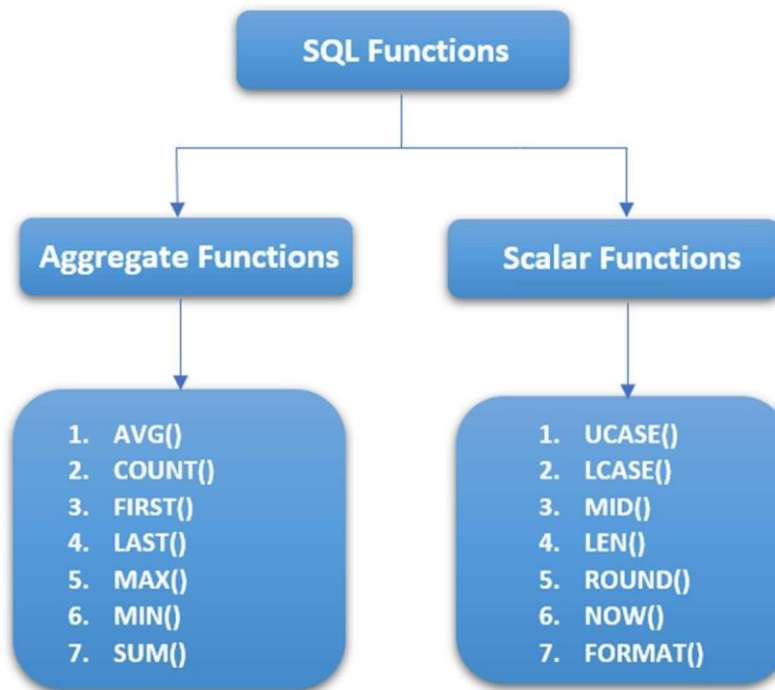 SQL Functions
Aggregate Functions
Scalar Functions
1. AVG()
2. COUNT()
3. FIRST()
4. LAST()
5. MAX()
6. MIN()
7. SUM()
1. UCASE()
2. LCASE()
3. MID()
4. LEN()
5. ROUND()
6. NOW()
7. FORMAT()